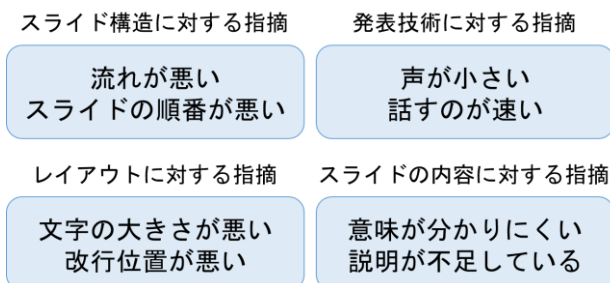 スライド構造に対する指摘
流れが悪い
スライドの順番が悪い
発表技術に対する指摘
声が小さい
話すのが速い
レイアウトに対する指摘
文字の大きさが悪い
改行位置が悪い
スライドの内容に対する指摘
意味が分かりにくい
説明が不足している